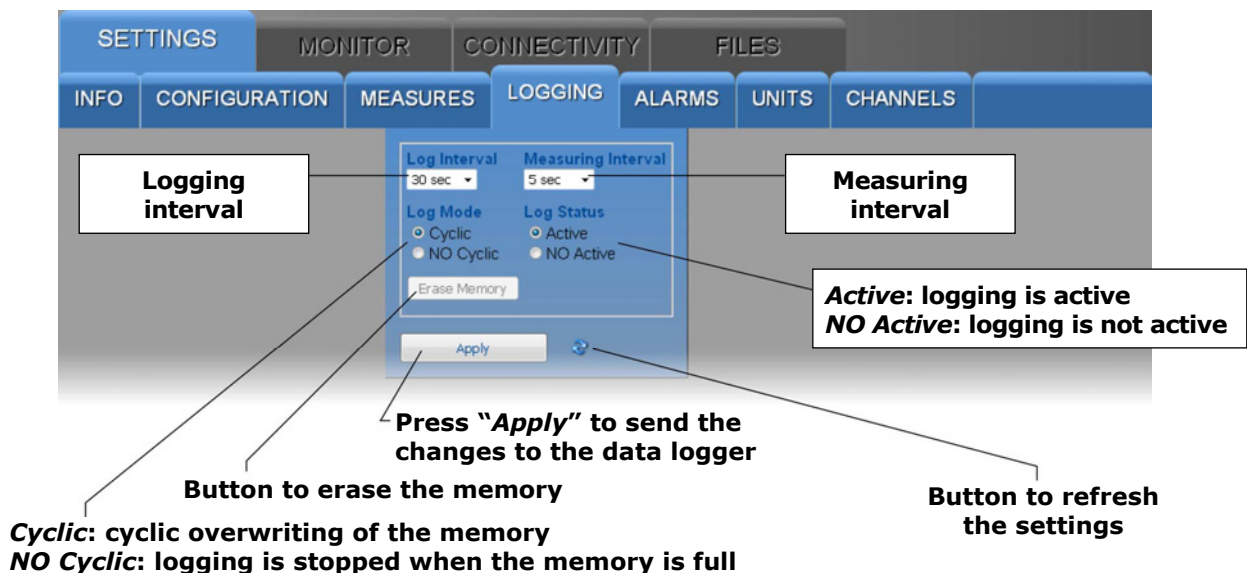 SETTINGS MONITOR CONNECTIVITY FILES
INFO CONFIGURATION MEASURES LOGGING ALARMS UNITS CHANNELS
Logging
interval
Log Interval Measuring Interval
30 sec 5 sec
Log Mode Log Status
Cyclic Active
NO Cyclic NO Active
Erase Memory
Apply
Measuring
interval
Active: logging is active
NO Active: logging is not active
Press “Apply” to send the
changes to the data logger
Button to erase the memory
Button to refresh
the settings
Cyclic: cyclic overwriting of the memory
NO Cyclic: logging is stopped when the memory is full